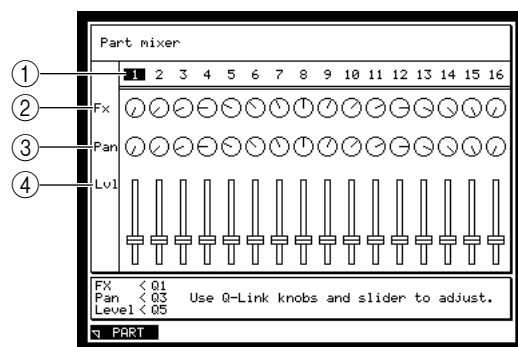 Part mixer
① 1 2 3 4 5 6 7 8 9 10 11 12 13 14 15 16
② Fx
③ Pan
④ Lvl
FX < Q1
Pan < Q3 Use Q-Link knobs and slider to adjust.
Level < Q5
PART